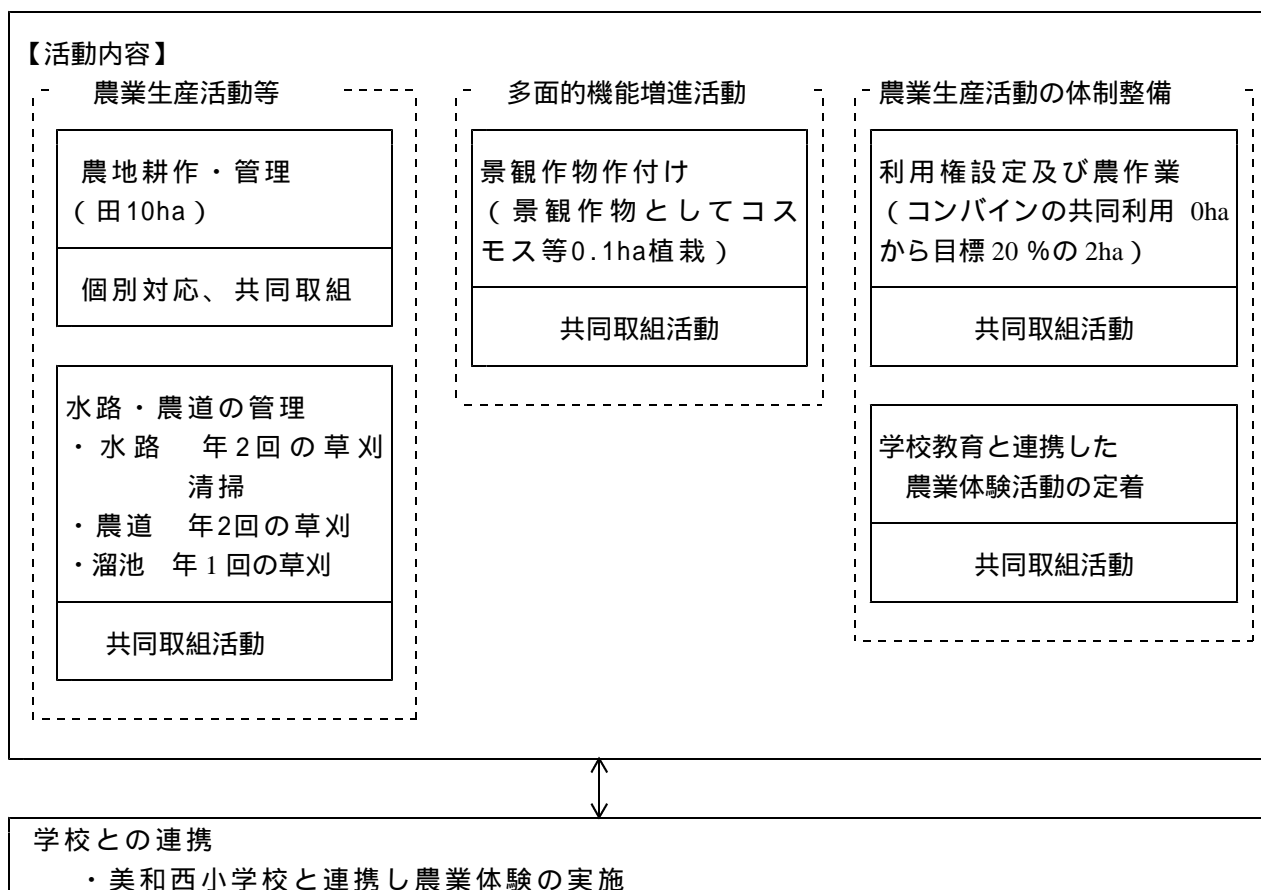 【活動内容】
農業生産活動等
農地耕作・管理
（田10ha）
個別対応、共同取組
水路・農道の管理
・水路　年2回の草刈
清掃
・農道　年2回の草刈
・溜池　年1回の草刈
共同取組活動
多面的機能増進活動
景観作物作付け
（景観作物としてコス
モス等0.1ha植栽）
共同取組活動
農業生産活動の体制整備
利用権設定及び農作業
（コンバインの共同利用 0ha
から目標20％の2ha）
共同取組活動
学校教育と連携した
農業体験活動の定着
共同取組活動
学校との連携
・美和西小学校と連携し農業体験の実施